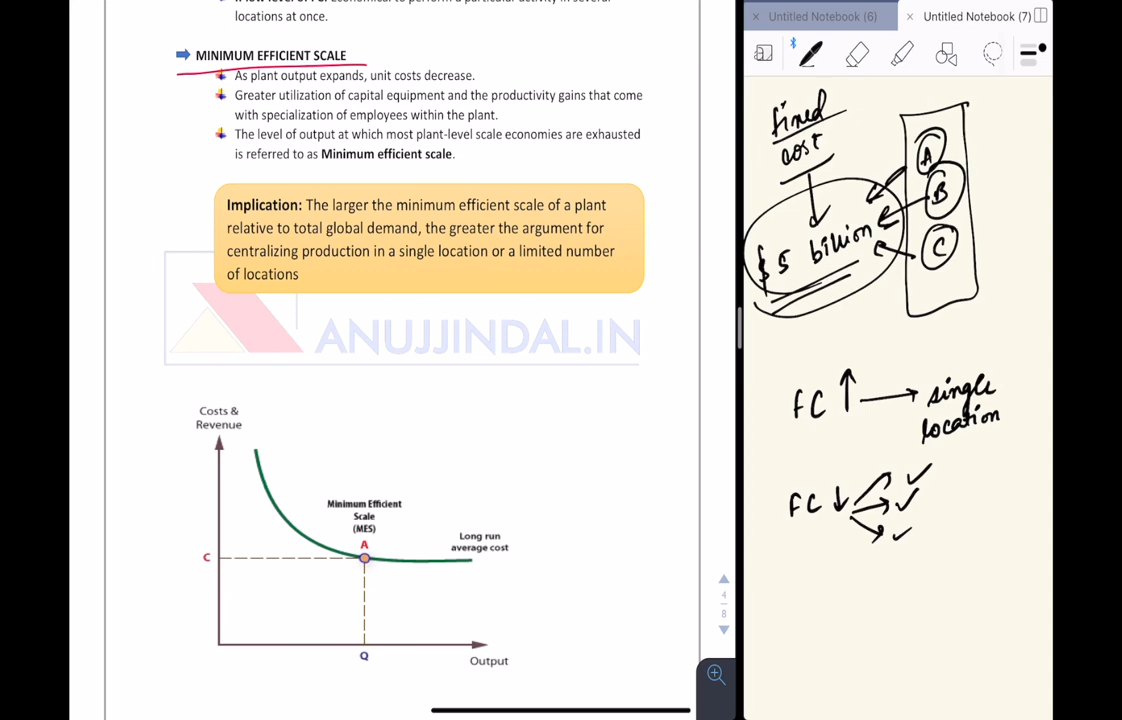 locations at once.
MINIMUM EFFICIENT SCALE
As plant output expands, unit costs decrease.
Greater utilization of capital equipment and the productivity gains that come
with specialization of employees within the plant.
The level of output at which most plant-level scale economies are exhausted
is referred to as Minimum efficient scale.
Implication: The larger the minimum efficient scale of a plant
relative to total global demand, the greater the argument for
centralizing production in a single location or a limited number
of locations
ANUJJINDAL.IN
Costs &
Revenue
Minimum Efficient
Scale
(MES)
A
Long run
average cost
C
Q
Output
4
8
Untitled Notebook (6)
Untitled Notebook (7)
fixed
cost
$5 billion
A
B
C
FC ↑ → single
location
FC ↓